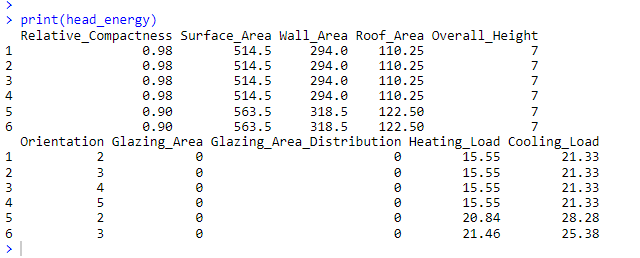 >
> print(head_energy)
  Relative_Compactness Surface_Area Wall_Area Roof_Area Overall_Height
1                 0.98        514.5     294.0    110.25              7
2                 0.98        514.5     294.0    110.25              7
3                 0.98        514.5     294.0    110.25              7
4                 0.98        514.5     294.0    110.25              7
5                 0.90        563.5     318.5    122.50              7
6                 0.90        563.5     318.5    122.50              7
  Orientation Glazing_Area Glazing_Area_Distribution Heating_Load Cooling_Load
1           2            0                         0        15.55        21.33
2           3            0                         0        15.55        21.33
3           4            0                         0        15.55        21.33
4           5            0                         0        15.55        21.33
5           2            0                         0        20.84        28.28
6           3            0                         0        21.46        25.38
>